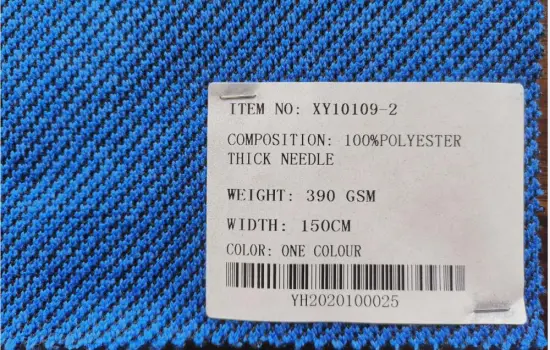 ITEM NO: XY10109-2
COMPOSITION: 100%POLYESTER
THICK NEEDLE
WEIGHT: 390 GSM
WIDTH: 150CM
COLOR: ONE COLOUR
YH2020100025